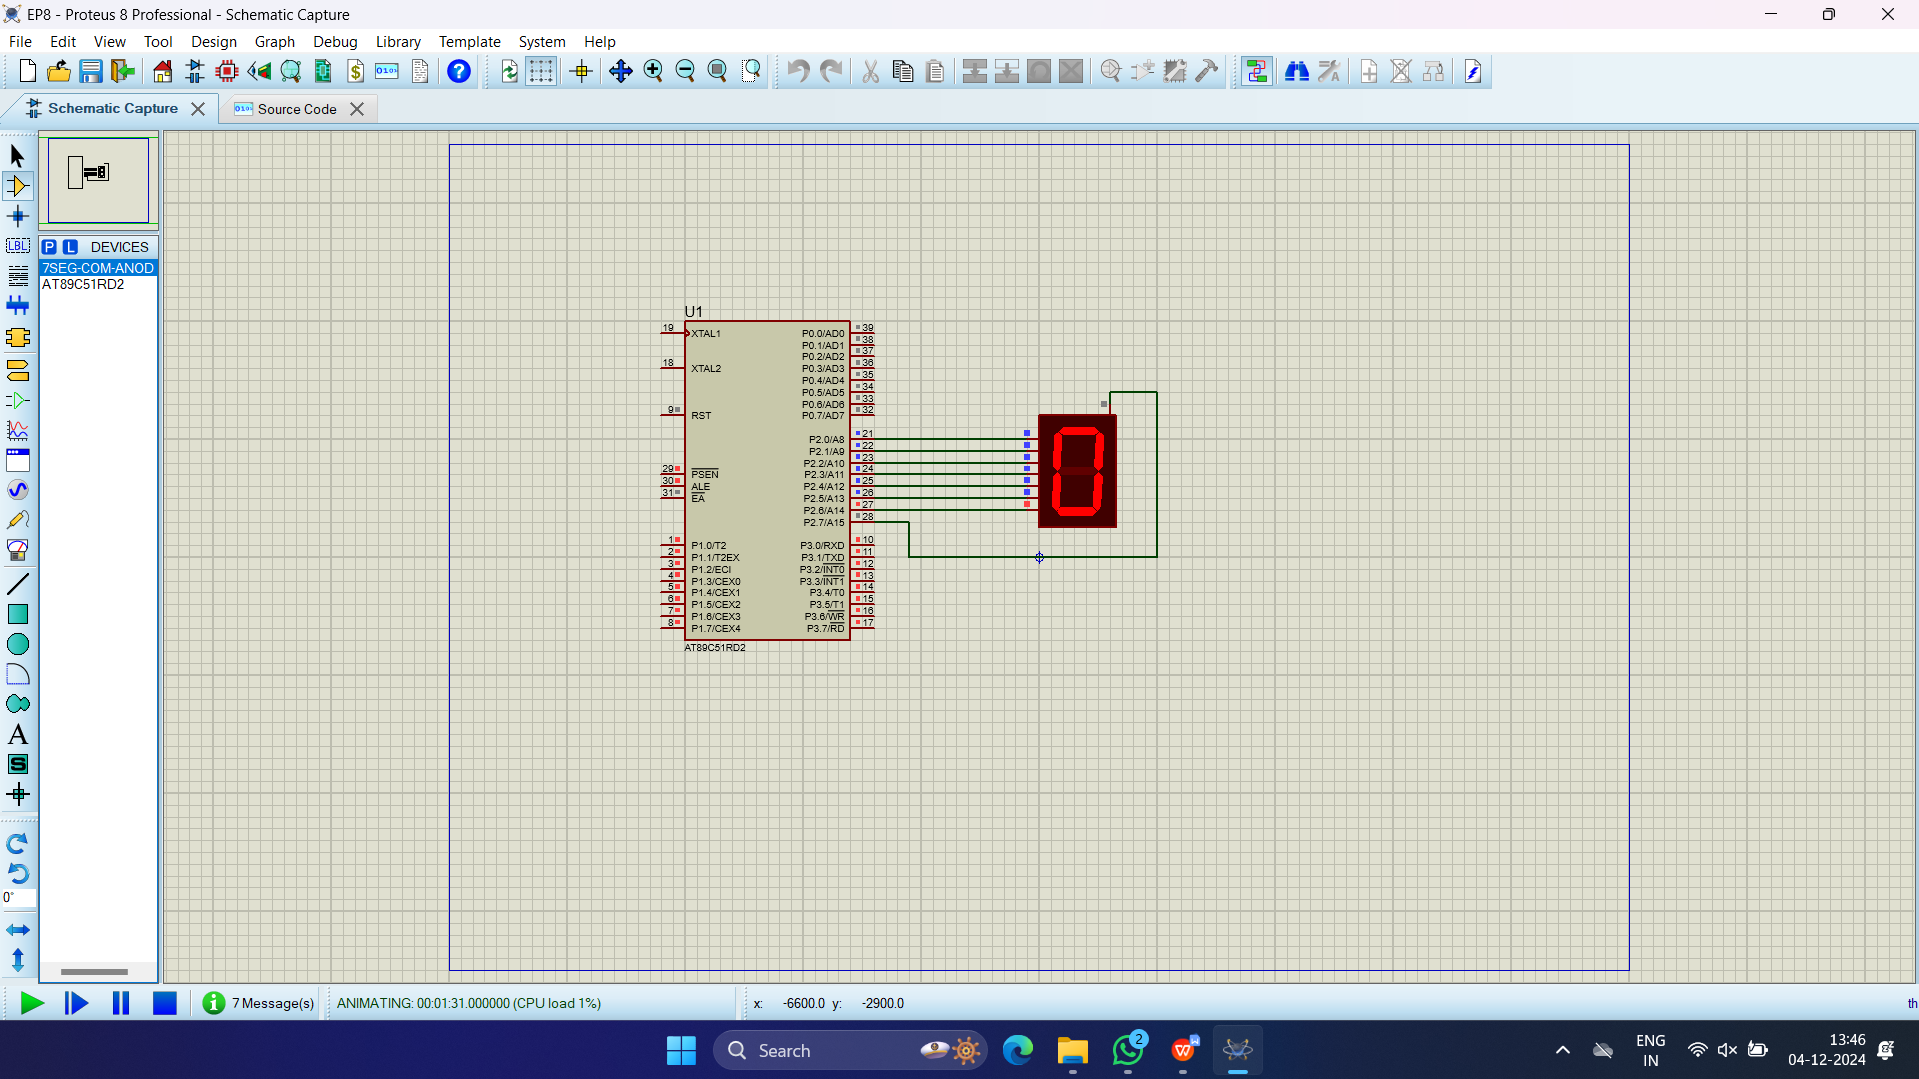 EP8 - Proteus 8 Professional - Schematic Capture
File Edit View Tool Design Graph Debug Library Template System Help
Schematic Capture Source Code
P L DEVICES
7SEG-COM-ANOD
AT89C51RD2
LBL
A
S
0°
U1
19 XTAL1
18 XTAL2
9 RST
29 PSEN
30 ALE
31 EA
1 P1.0/T2
2 P1.1/T2EX
3 P1.2/ECI
4 P1.3/CEX0
5 P1.4/CEX1
6 P1.5/CEX2
7 P1.6/CEX3
8 P1.7/CEX4
P0.0/AD0 39
P0.1/AD1 38
P0.2/AD2 37
P0.3/AD3 36
P0.4/AD4 35
P0.5/AD5 34
P0.6/AD6 33
P0.7/AD7 32
P2.0/A8 21
P2.1/A9 22
P2.2/A10 23
P2.3/A11 24
P2.4/A12 25
P2.5/A13 26
P2.6/A14 27
P2.7/A15 28
P3.0/RXD 10
P3.1/TXD 11
P3.2/INT0 12
P3.3/INT1 13
P3.4/T0 14
P3.5/T1 15
P3.6/WR 16
P3.7/RD 17
AT89C51RD2
0
7 Message(s) ANIMATING: 00:01:31.000000 (CPU load 1%) x: -6600.0 y: -2900.0 th
Search
2
W
ENG
IN
13:46
04-12-2024